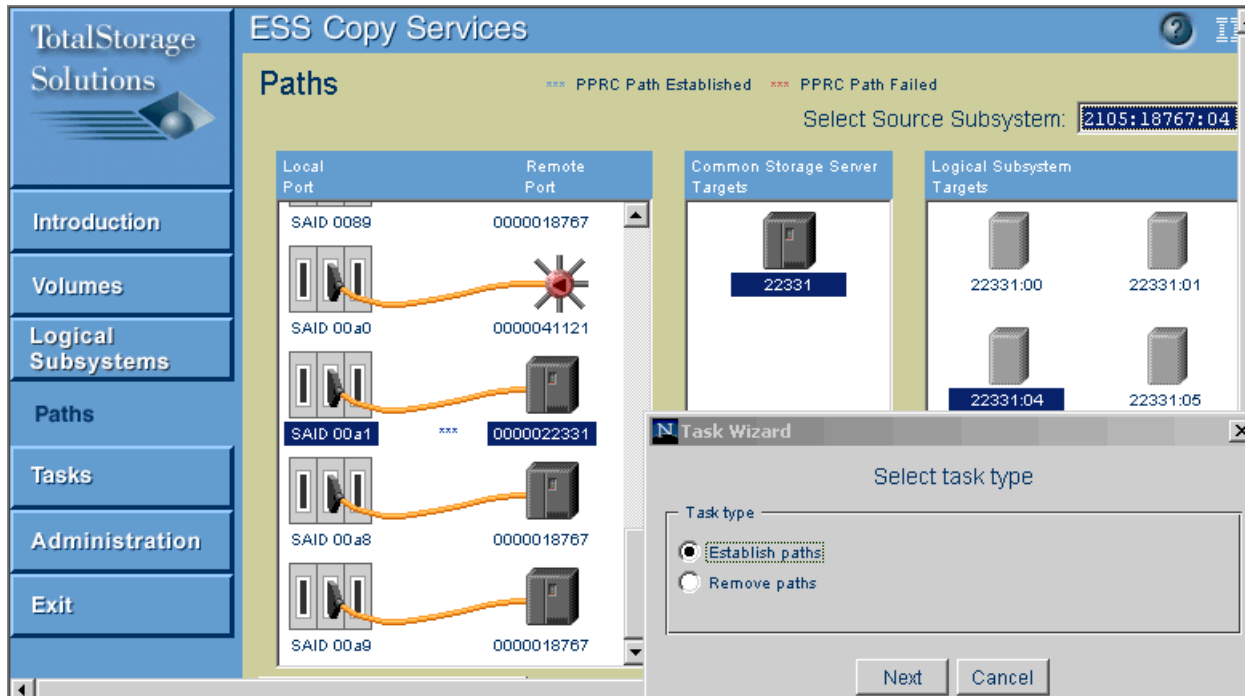 TotalStorage
Solutions
ESS Copy Services
?
Paths
*** PPRC Path Established *** PPRC Path Failed
Select Source Subsystem: 2105:18767:04
Local
Port
Remote
Port
Common Storage Server
Targets
Logical Subsystem
Targets
Introduction
Volumes
Logical
Subsystems
Paths
Tasks
Administration
Exit
SAID 0089 0000018767
SAID 00a0 0000041121
SAID 00a1 *** 0000022331
SAID 00a8 0000018767
SAID 00a9 0000018767
22331
22331:00 22331:01
22331:04 22331:05
N Task Wizard
Select task type
Task type
Establish paths
Remove paths
Next Cancel